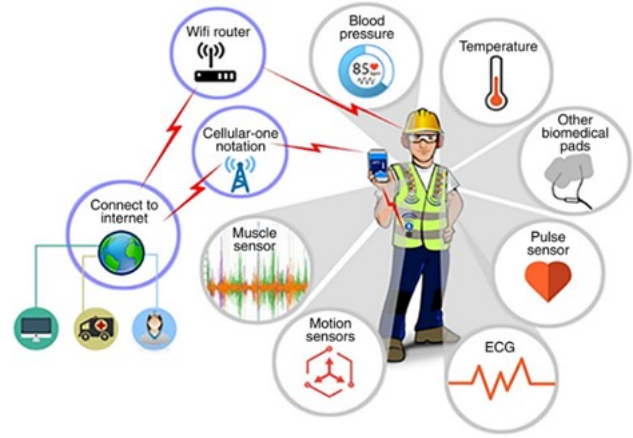 Wifi router
Blood
pressure
85
bpm
Temperature
Cellular-one
notation
Other
biomedical
pads
Connect to
internet
Muscle
sensor
Pulse
sensor
Motion
sensors
ECG